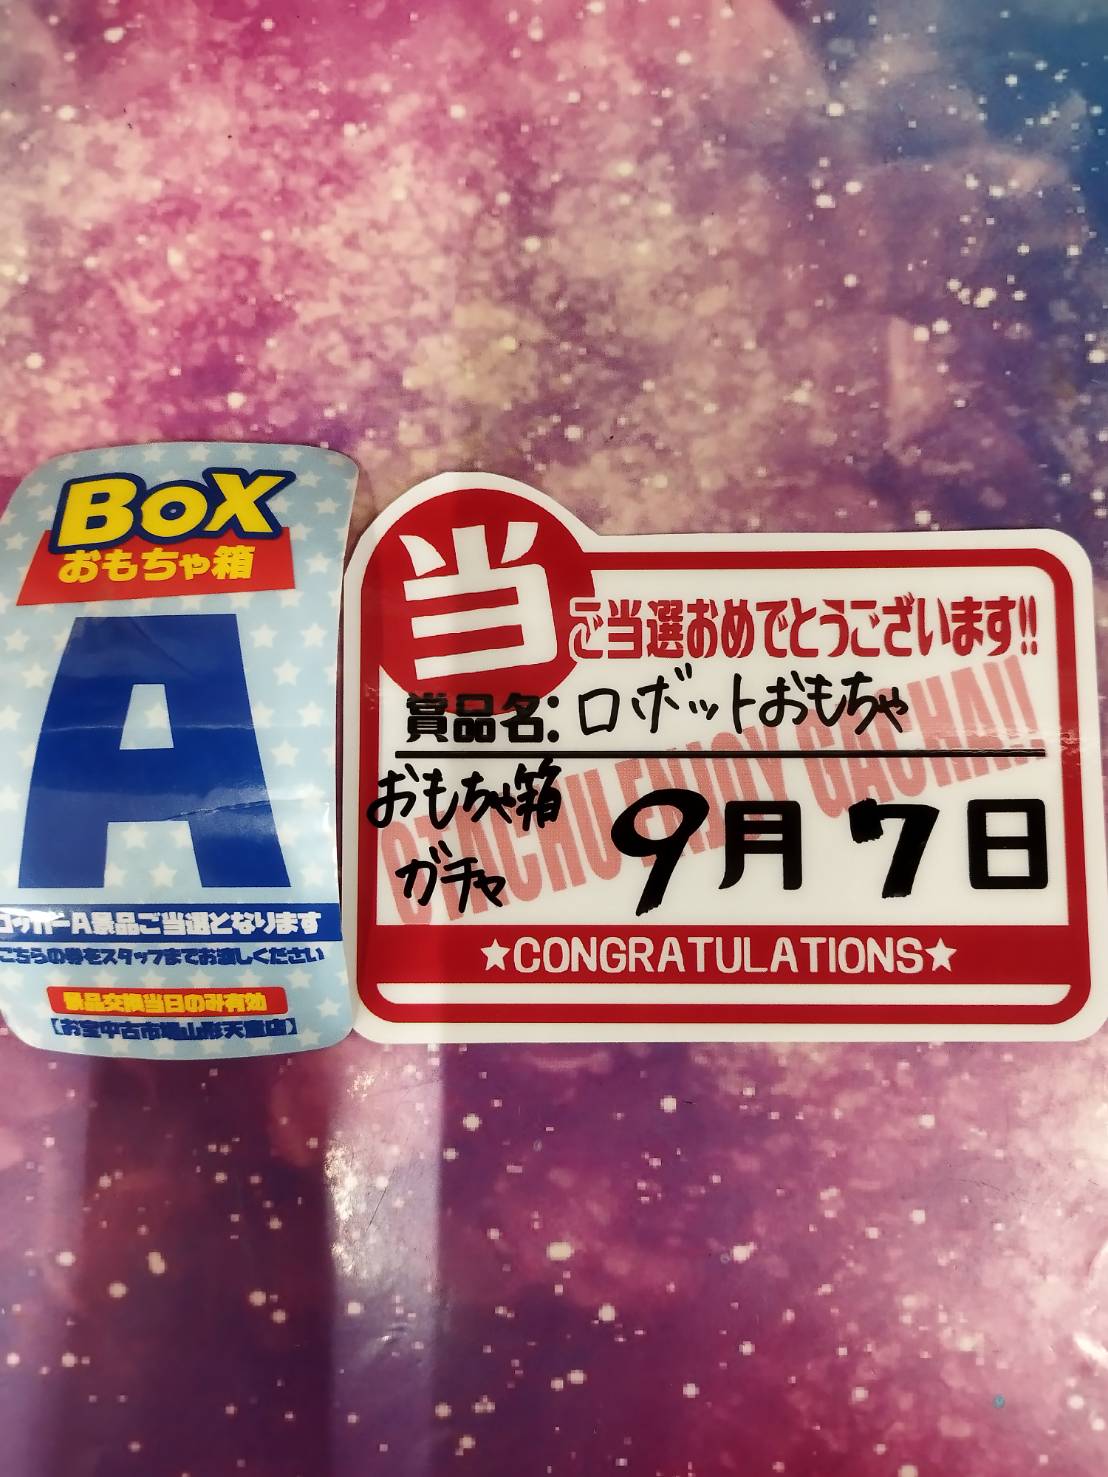 BoX
おもちゃ箱
A
ロッカーA景品ご当選となります
こちらの券をスタッフまでお渡しください
景品交換当日のみ有効
【お宝中古市場山形天童店】
当
ご当選おめでとうございます!!
賞品名:ロボットおもちゃ
おもちゃ箱
ガチャ
9月7日
OTACHU ENJOY GACHA!!
★CONGRATULATIONS★